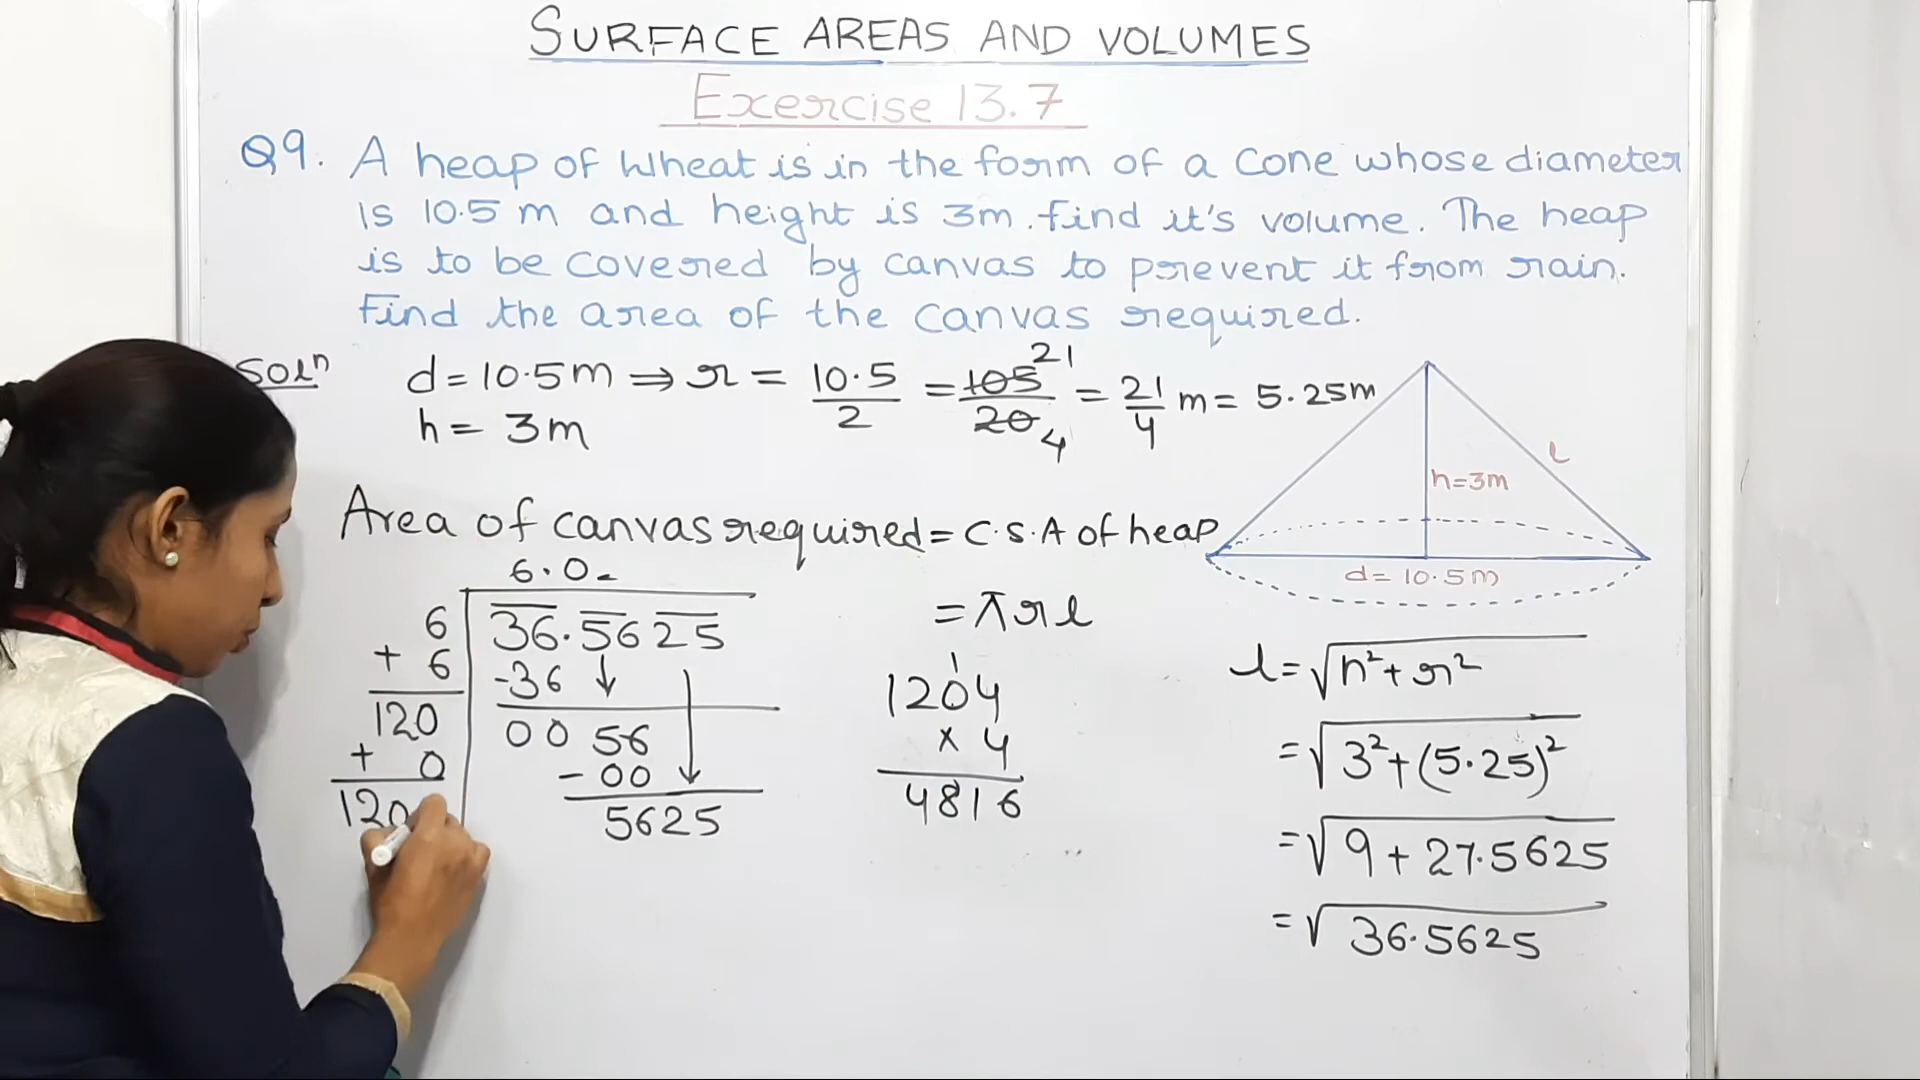 SURFACE AREAS AND VOLUMES
Exercise 13.7
Q9. A heap of wheat is in the form of a cone whose diameter
is 10.5 m and height is 3m. find it's volume. The heap
is to be covered by canvas to prevent it from rain.
Find the area of the canvas required.
Solⁿ d = 10.5m ⇒ r = 10.5/2 = 105/20 = 21/4 m = 5.25m
21
4
h = 3m
Area of canvas required = C.S.A of heap
= πrl
6.0
6
36.5625
+ 6
-36
120
00 56
+ 0
-00
120
5625
1
1204
× 4
4816
l
h=3m
d= 10.5m
l = √h²+r²
= √3²+(5.25)²
= √9+27.5625
= √36.5625